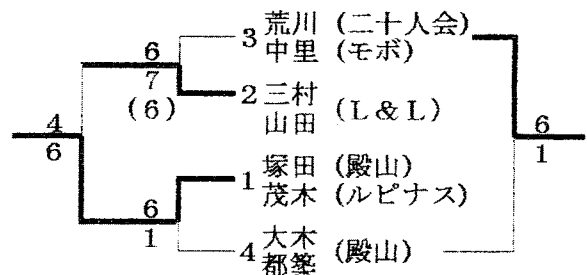 3 荒川 (二十人会)
中里 (モボ)
6
7
(6)
2 三村
山田 (L&L)
4
6
6
1
1 塚田 (殿山)
茂木 (ルピナス)
6
1
4 大木
都築 (殿山)